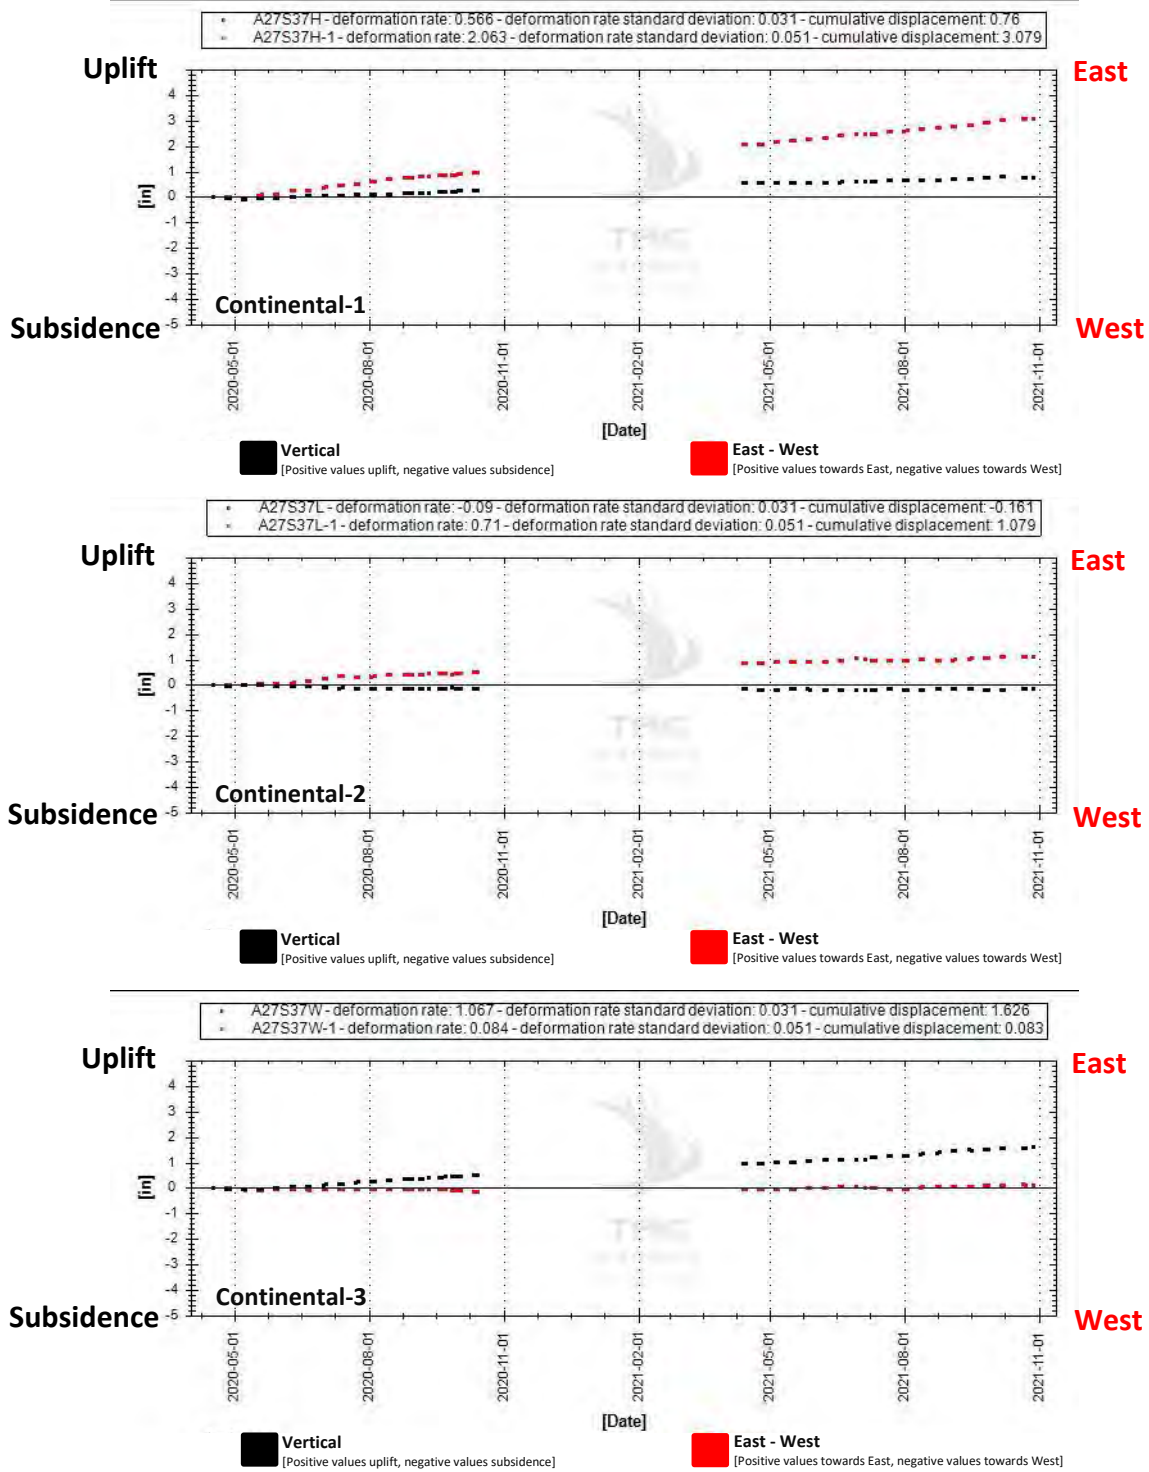 A27S37H - deformation rate: 0.566 - deformation rate standard deviation: 0.031 - cumulative displacement: 0.76
A27S37H-1 - deformation rate: 2.063 - deformation rate standard deviation: 0.051 - cumulative displacement: 3.079
Uplift
East
4
3
2
1
0
-1
-2
-3
-4
-5
[in]
TRE
Continental-1
Subsidence
West
2020-05-01
2020-08-01
2020-11-01
2021-02-01
2021-05-01
2021-08-01
2021-11-01
[Date]
Vertical
[Positive values uplift, negative values subsidence]
East - West
[Positive values towards East, negative values towards West]
A27S37L - deformation rate: -0.09 - deformation rate standard deviation: 0.031 - cumulative displacement: -0.161
A27S37L-1 - deformation rate: 0.71 - deformation rate standard deviation: 0.051 - cumulative displacement: 1.079
Uplift
East
4
3
2
1
0
-1
-2
-3
-4
-5
[in]
TRE
Continental-2
Subsidence
West
2020-05-01
2020-08-01
2020-11-01
2021-02-01
2021-05-01
2021-08-01
2021-11-01
[Date]
Vertical
[Positive values uplift, negative values subsidence]
East - West
[Positive values towards East, negative values towards West]
A27S37W - deformation rate: 1.067 - deformation rate standard deviation: 0.031 - cumulative displacement: 1.626
A27S37W-1 - deformation rate: 0.084 - deformation rate standard deviation: 0.051 - cumulative displacement: 0.083
Uplift
East
4
3
2
1
0
-1
-2
-3
-4
-5
[in]
TRE
Continental-3
Subsidence
West
2020-05-01
2020-08-01
2020-11-01
2021-02-01
2021-05-01
2021-08-01
2021-11-01
[Date]
Vertical
[Positive values uplift, negative values subsidence]
East - West
[Positive values towards East, negative values towards West]